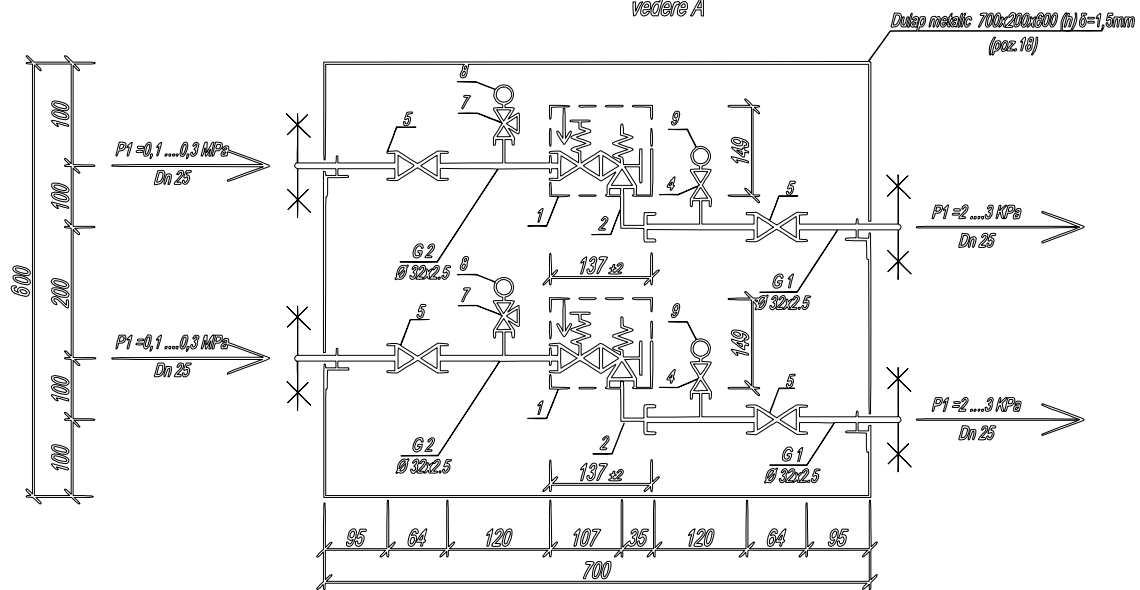 vedere A
Dulap metalic 700x200x600 (h) δ=1,5mm
(poz.18)
8
7
5
9
100
P1 =0,1 ....0,3 MPa
149
Dn 25
4
5
100
1
2
P1 =2 ....3 KPa
Dn 25
G 2
Ø 32x2.5
137 ±2
8
600
200
7
G 1
Ø 32x2.5
5
9
P1 =0,1 ....0,3 MPa
149
Dn 25
4
5
100
1
P1 =2 ....3 KPa
Dn 25
2
G 2
Ø 32x2.5
G 1
Ø 32x2.5
100
137 ±2
95 64 120 107 35 120 64 95
700